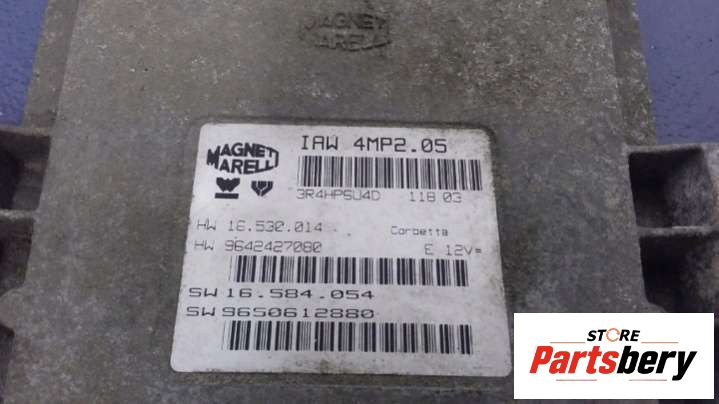 MAGNETI
MARELLI
MAGNETI
MARELLI
IAW 4MP2.05
3R4HPSU4D 118 03
HW 16.530.014 Corbetta
HW 9642427080 E 12V=
SW 16.584.054
SW 9650612880
STORE
Partsbery